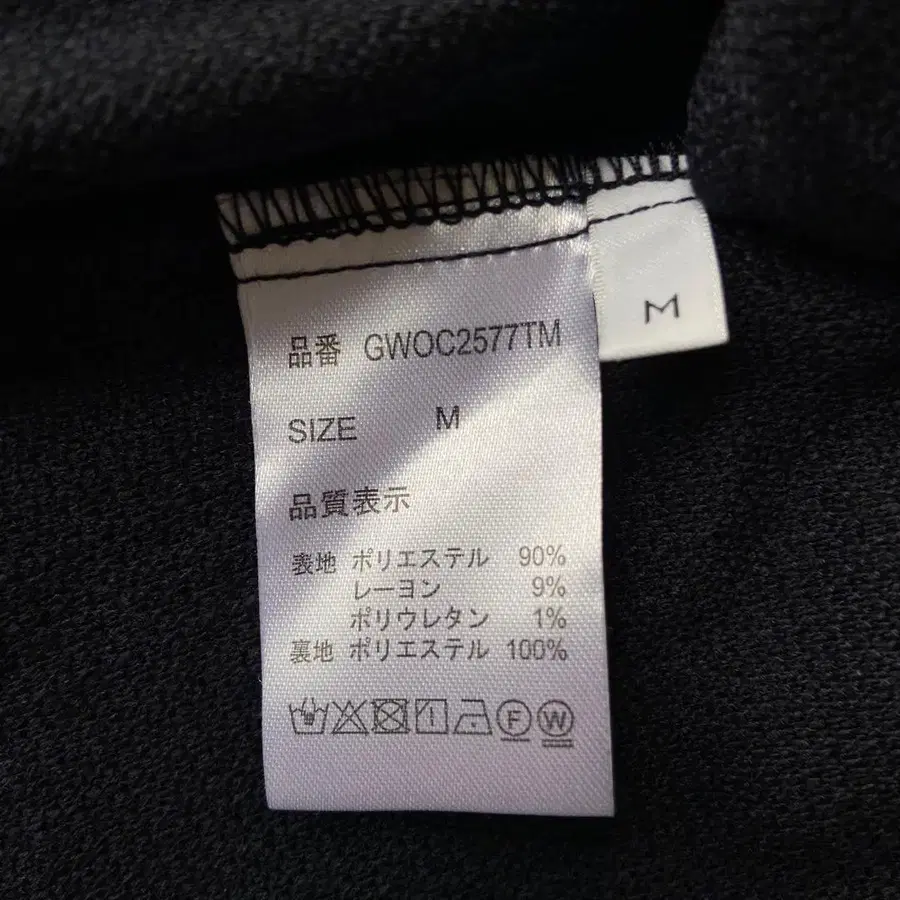 品番 GWOC2577TM
M
SIZE M
品質表示
表地 ポリエステル 90%
レーヨン 9%
ポリウレタン 1%
裏地 ポリエステル 100%
F W